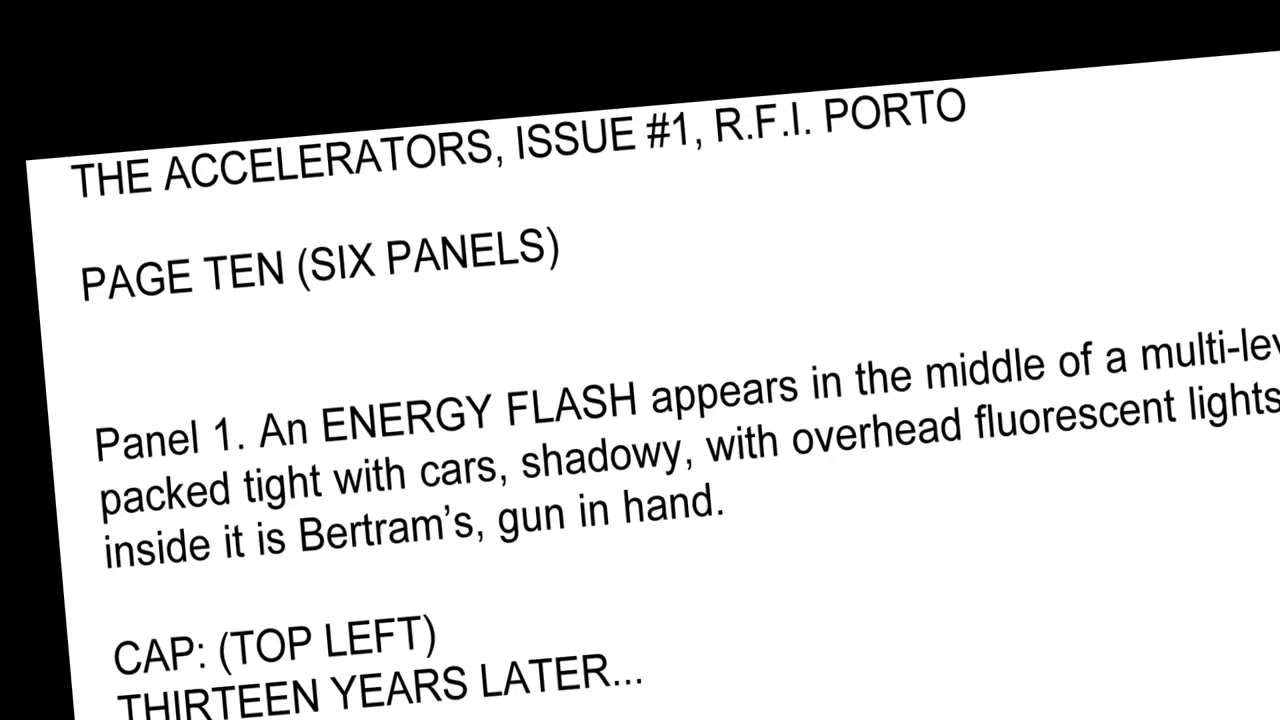 THE ACCELERATORS, ISSUE #1, R.F.I. PORTO
PAGE TEN (SIX PANELS)
Panel 1. An ENERGY FLASH appears in the middle of a
packed tight with cars, shadowy, with overhead fluorescent lights
inside it is Bertram’s, gun in hand.
CAP: (TOP LEFT)
THIRTEEN YEARS LATER...